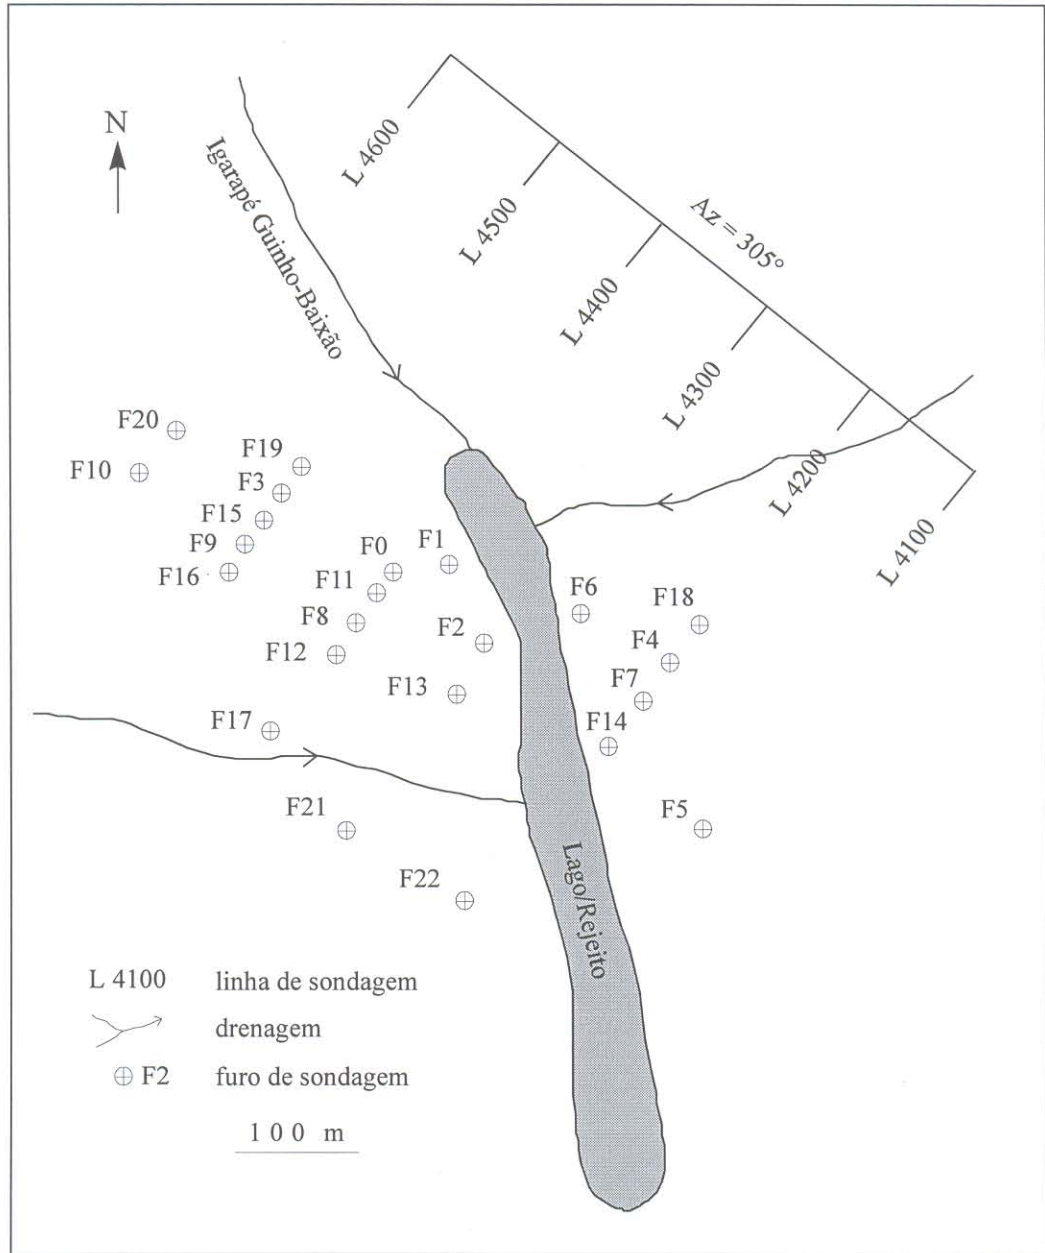 N
Igarapé Guinho-Baixão
L 4600
L 4500
L 4400
L 4300
L 4200
L 4100
Az = 305°
F20
F10
F19
F3
F15
F9
F16
F0
F1
F11
F8
F12
F2
F13
F6
F18
F4
F7
F14
F17
F21
F5
F22
Lago/Rejeito
L 4100 linha de sondagem
drenagem
F2 furo de sondagem
100 m